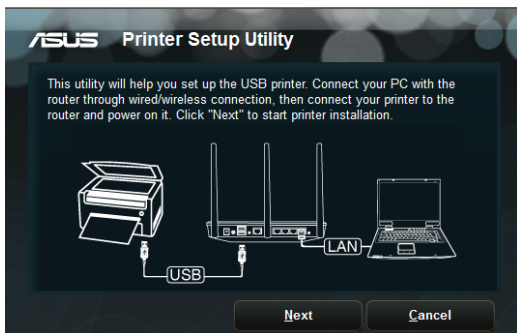 ASUS Printer Setup Utility
This utility will help you set up the USB printer. Connect your PC with the
router through wired/wireless connection, then connect your printer to the
router and power on it. Click "Next" to start printer installation.
LAN
USB
Next Cancel